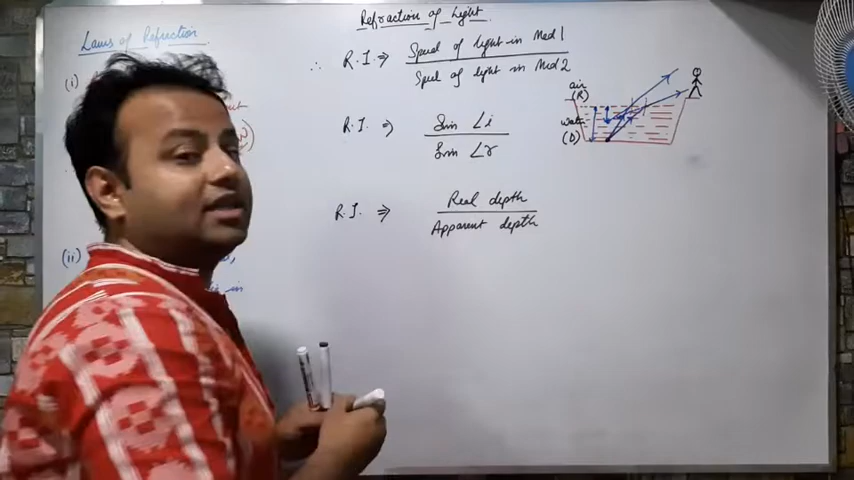 Refraction of Light
Laws of Refraction
(i)
∴ R.I ⇒ Speed of light in Med 1
Speed of light in Med 2
air
(R)
water
(D)
R.I ⇒ Sin ∠i
Sin ∠r
R.I. ⇒ Real depth
Apparent depth
(ii)
in